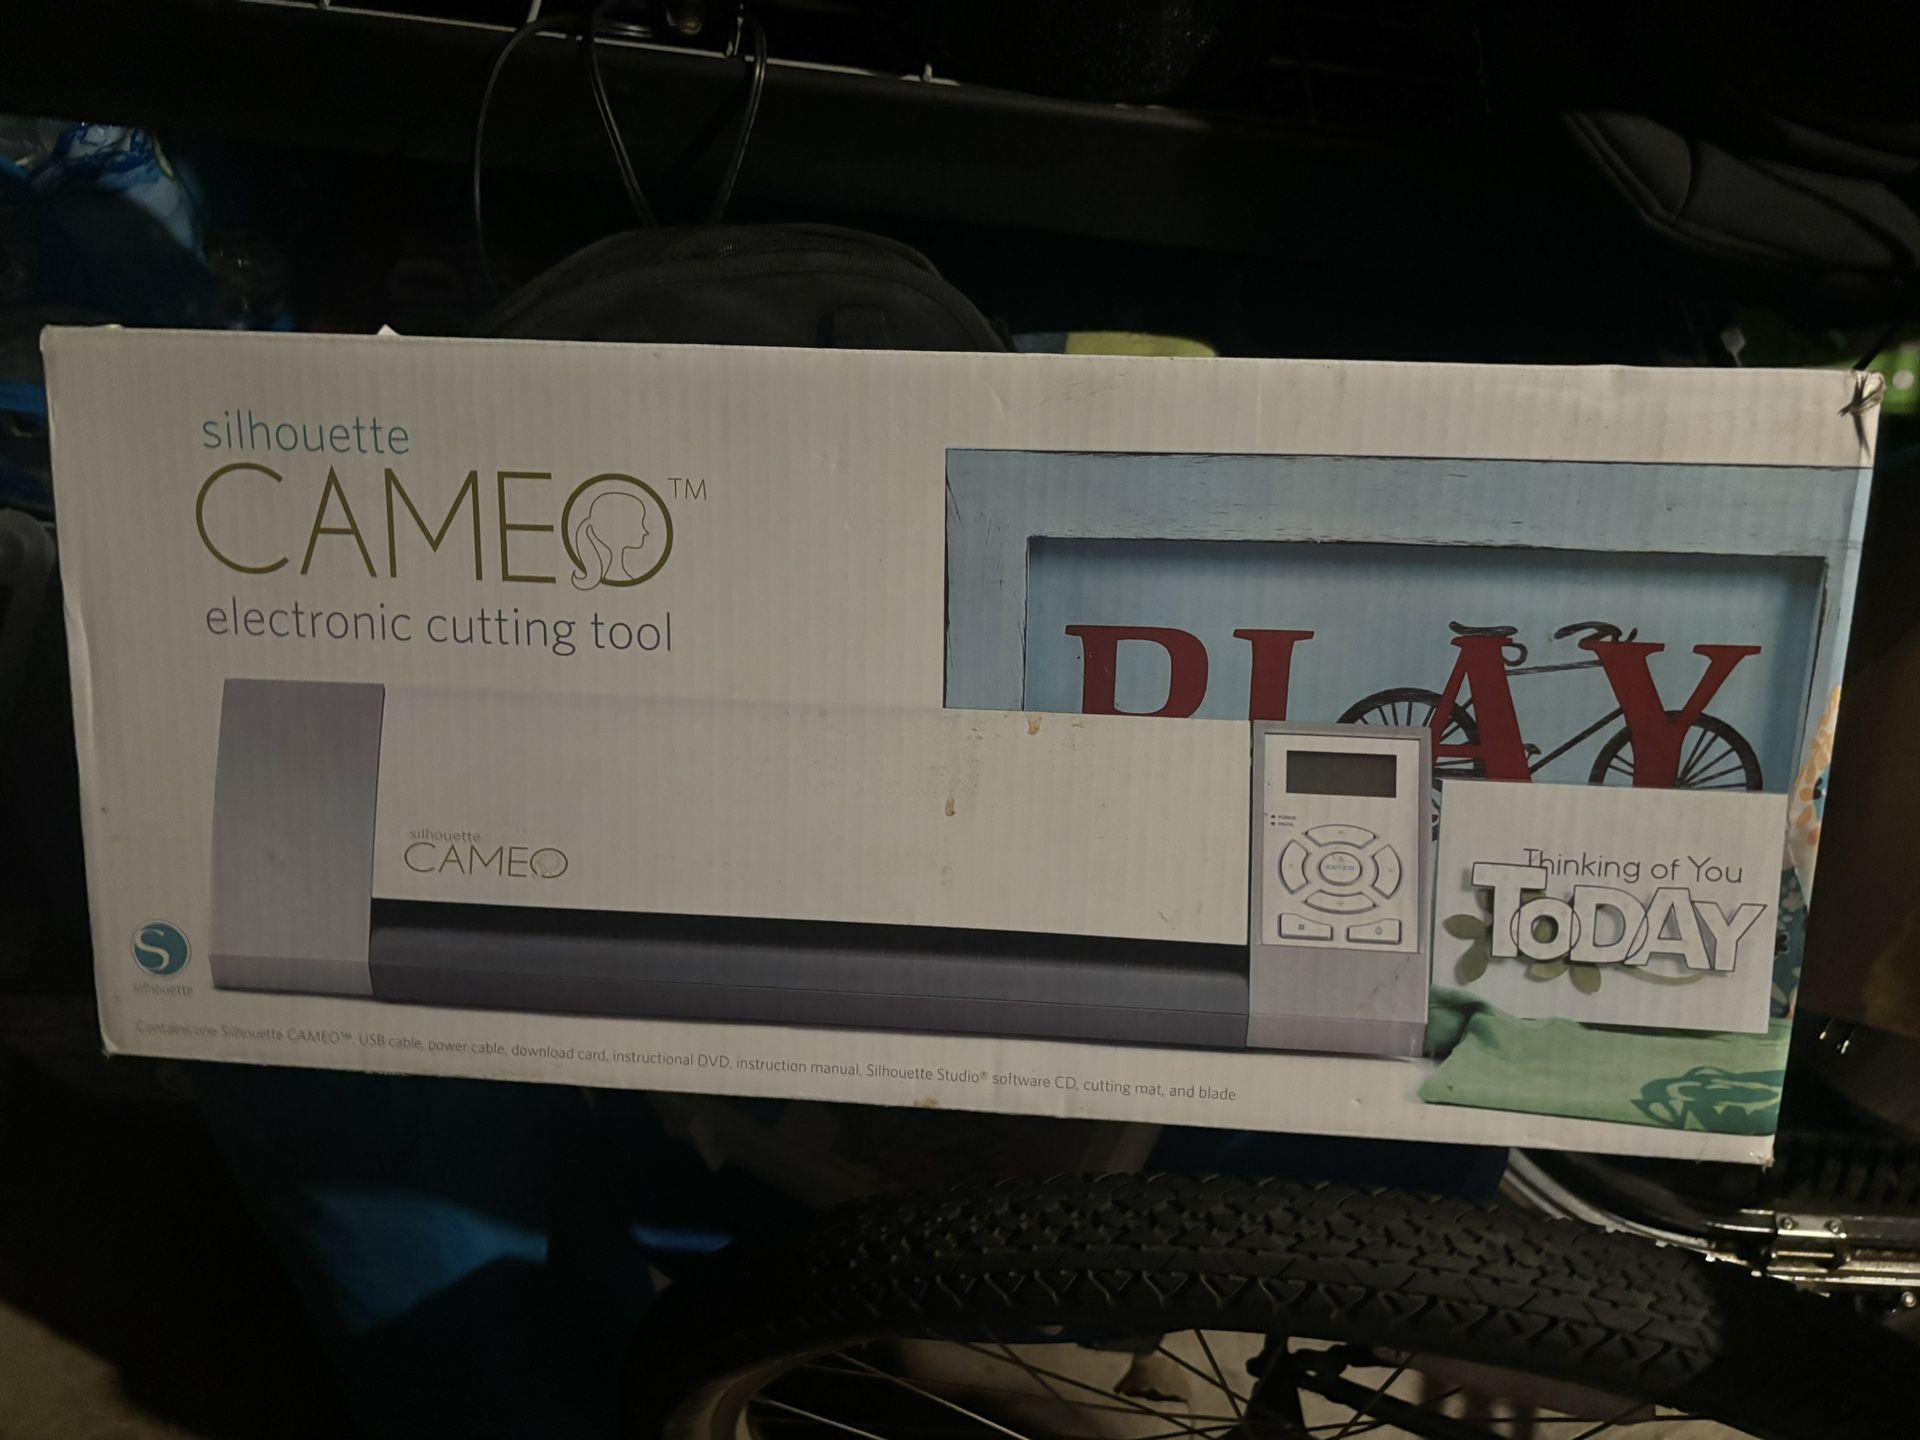 silhouette
CAMEO™
electronic cutting tool
PLAY
silhouette
CAMEO
POWER
PAUSE
ENTER
Thinking of You
ToDAY
S
silhouette
Contains one Silhouette CAMEO™, USB cable, power cable, download card, instructional DVD, instruction manual, Silhouette Studio® software CD, cutting mat, and blade